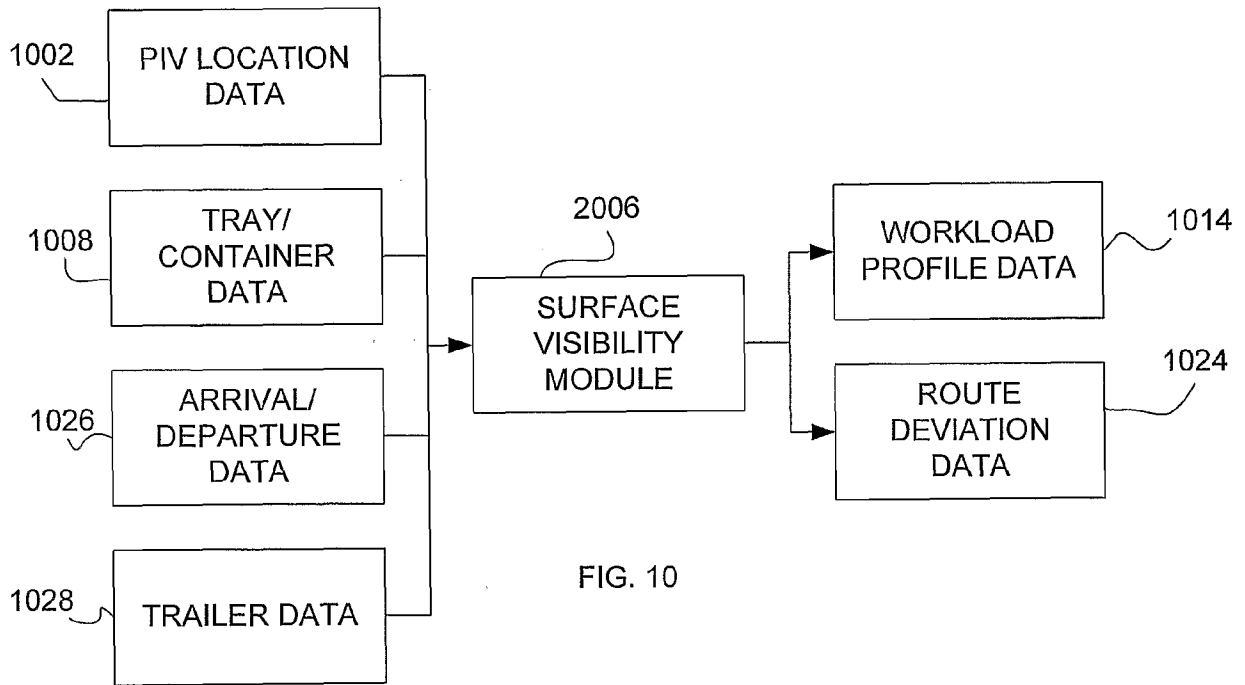 1002
PIV LOCATION
DATA
1008
TRAY/
CONTAINER
DATA
1026
ARRIVAL/
DEPARTURE
DATA
1028
TRAILER DATA
2006
SURFACE
VISIBILITY
MODULE
WORKLOAD
PROFILE DATA
1014
ROUTE
DEVIATION
DATA
1024
FIG. 10